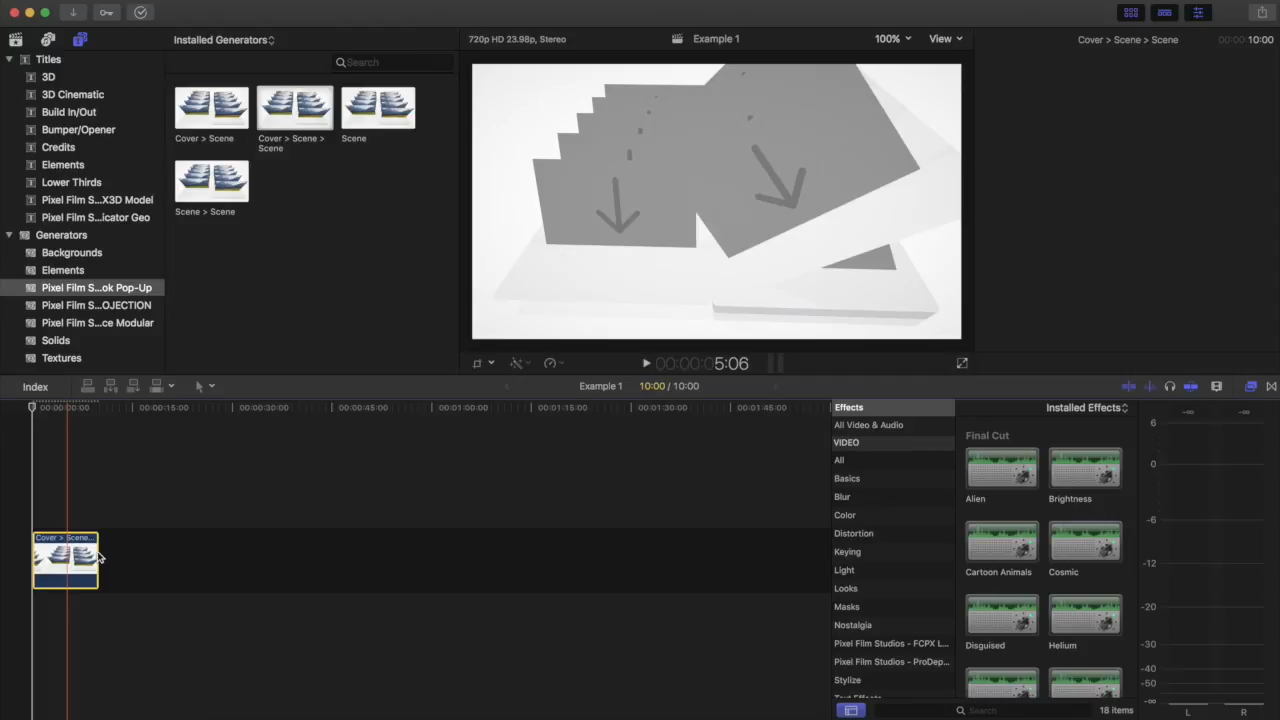 Installed Generators
720p HD 23.98p, Stereo
Example 1
100%
View
Cover > Scene > Scene
00:00:10:00
Titles
3D
3D Cinematic
Build In/Out
Bumper/Opener
Credits
Elements
Lower Thirds
Pixel Film S...X3D Model
Pixel Film S...icator Geo
Generators
Backgrounds
Elements
Pixel Film S...ok Pop-Up
Pixel Film S...OJECTION
Pixel Film S...ce Modular
Solids
Textures
Search
Cover > Scene
Cover > Scene >
Scene
Scene
Scene > Scene
00:00:05:06
Index
Example 1
10:00 / 10:00
00:00:00:00
00:00:15:00
00:00:30:00
00:00:45:00
00:01:00:00
00:01:15:00
00:01:30:00
00:01:45:00
Cover > Scene...
Effects
All Video & Audio
VIDEO
All
Basics
Blur
Color
Distortion
Keying
Light
Looks
Masks
Nostalgia
Pixel Film Studios - FCPX L...
Pixel Film Studios - ProDep...
Stylize
Installed Effects
Final Cut
Alien
Brightness
Cartoon Animals
Cosmic
Disguised
Helium
Search
18 items
-∞
-∞
6
0
-6
-12
-20
-30
-40
-50
-∞
L
R